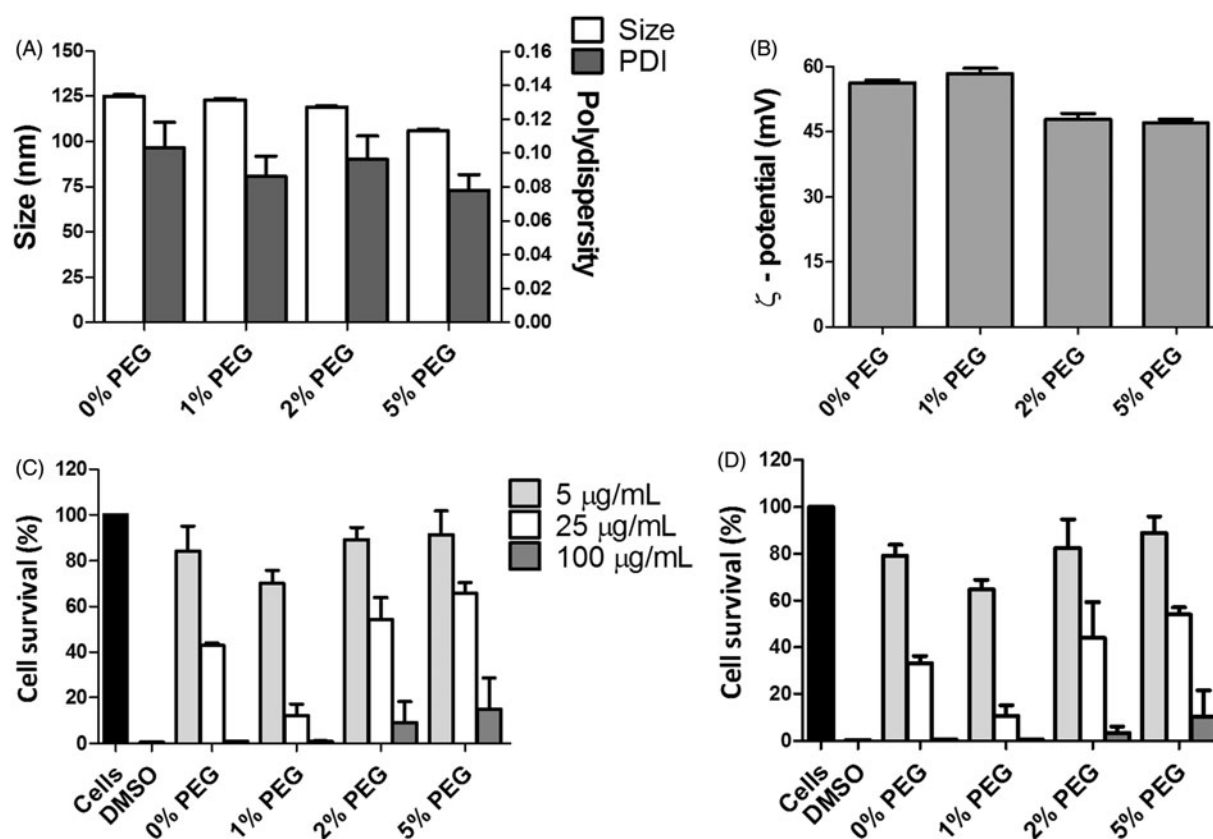 (A)
Size
PDI
150
125
100
75
50
25
0
Size (nm)
0.16
0.14
0.12
0.10
0.08
0.06
0.04
0.02
0.00
Polydispersity
0% PEG
1% PEG
2% PEG
5% PEG
(B)
60
45
30
15
0
ζ - potential (mV)
0% PEG
1% PEG
2% PEG
5% PEG
(C)
120
100
80
60
40
20
0
Cell survival (%)
Cells
DMSO
0% PEG
1% PEG
2% PEG
5% PEG
5 µg/mL
25 µg/mL
100 µg/mL
(D)
120
100
80
60
40
20
0
Cell survival (%)
Cells
DMSO
0% PEG
1% PEG
2% PEG
5% PEG